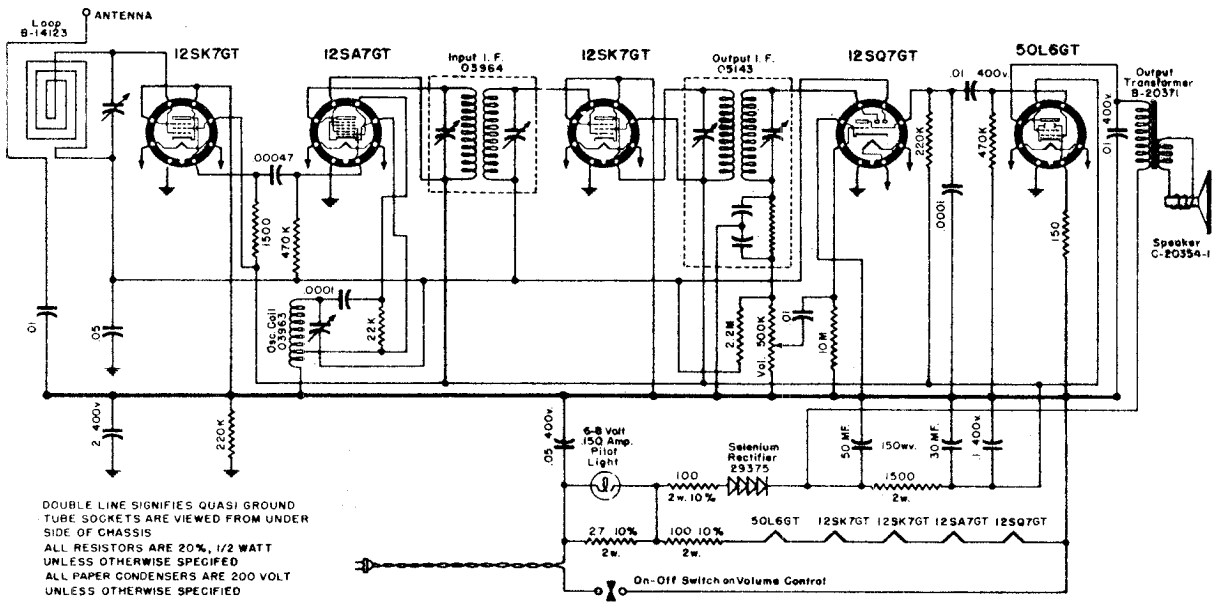 Loop
B-14123
ANTENNA
12SK7GT
12SA7GT
Input I. F.
03964
12SK7GT
Output I. F.
05143
12SQ7GT
50L6GT
Output
Transformer
B-20371
.01 400v.
.01 400v.
.00047
1500
470K
220K
.0001
470K
150
Speaker
C-20354-1
.01
.05
Osc. Coil
03963
.0001
22K
2.2M
Vol. 500K
.01
10M
.2 400v.
220K
.05 400v.
6-8 Volt
.150 Amp.
Pilot
Light
Selenium
Rectifier
29375
50 MF.
150wv.
30 MF.
.1 400v.
100
2w. 10%
1500
2w.
27 10%
2w.
100 10%
2w.
50L6GT
12SK7GT
12SK7GT
12SA7GT
12SQ7GT
On-Off Switch on Volume Control
DOUBLE LINE SIGNIFIES QUASI GROUND
TUBE SOCKETS ARE VIEWED FROM UNDER
SIDE OF CHASSIS
ALL RESISTORS ARE 20%, 1/2 WATT
UNLESS OTHERWISE SPECIFED
ALL PAPER CONDENSERS ARE 200 VOLT
UNLESS OTHERWISE SPECIFIED